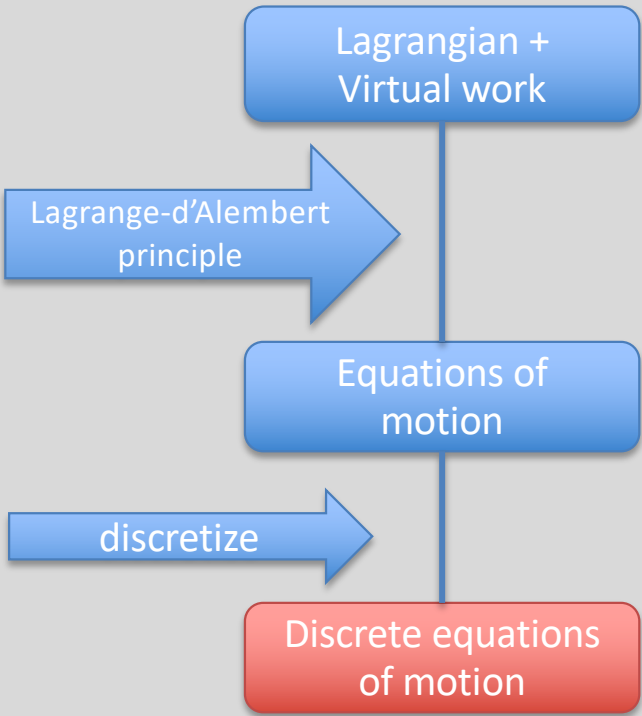 Lagrangian +
Virtual work
Lagrange-d'Alembert
principle
Equations of
motion
discretize
Discrete equations
of motion